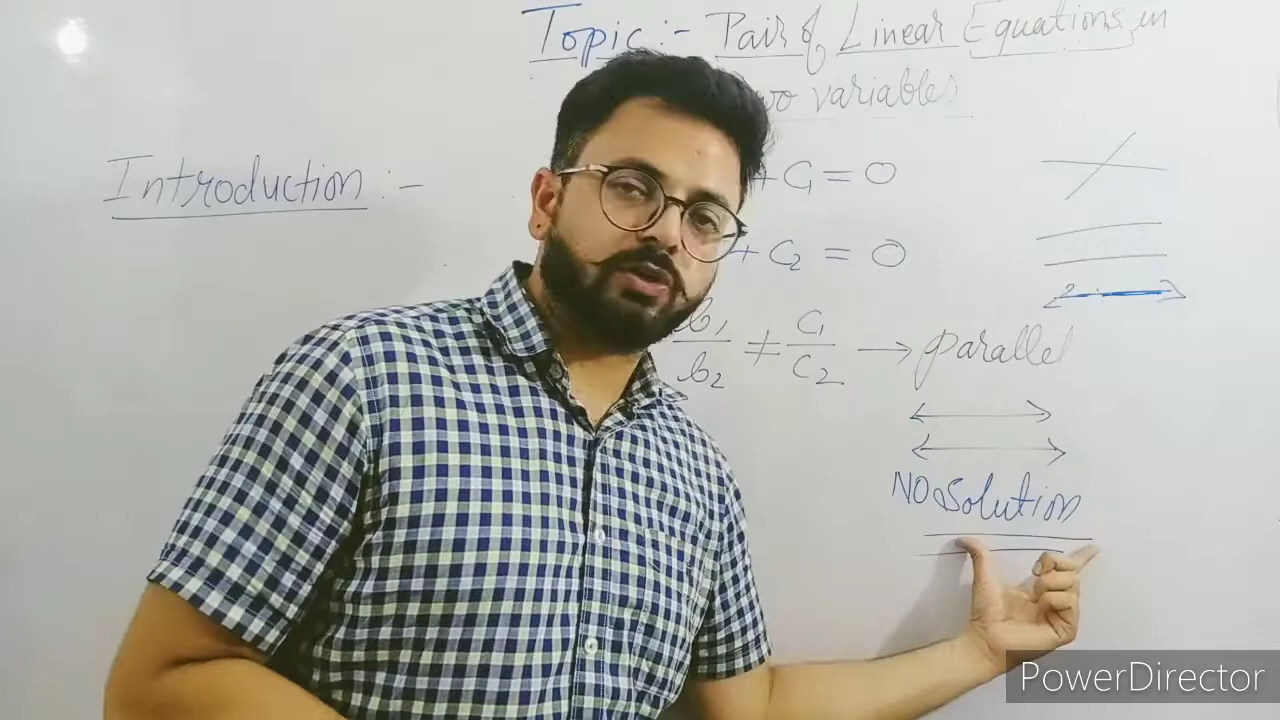 Topic :- Pair of Linear Equations in
variables
Introduction :-
+ C₁ = 0
+ C₂ = 0
b₁/b₂ ≠ C₁/C₂ → parallel
NO Solution
PowerDirector